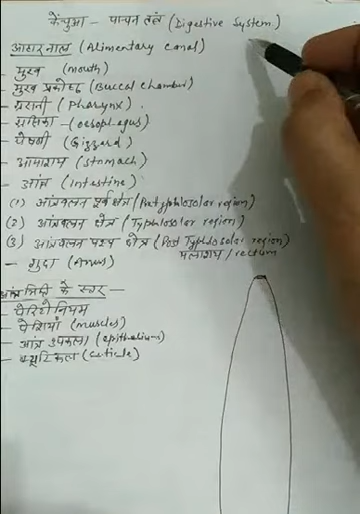 केंचुआ - पाचन तंत्र (Digestive System)
आहारनाल (Alimentary Canal)
- मुख (mouth)
- मुख प्रकोष्ठ (Buccal Chamber)
- ग्रसनी (Pharynx).
- ग्रासिका - (oesophagus)
- पेषणी (Gizzard)
- आमाशय (Stomach)
- आंत्र (Intestine)
(1) आंत्रवलन पूर्व क्षेत्र (Pretyphlosolar region)
(2) आंत्रवलन क्षेत्र (Typhlosolar region)
(3) आंत्रवलन पश्च क्षेत्र (Post Typhlosolar region)
मलाशय / rectum
- गुदा (Anus)
आंत्र भित्ति के स्तर -
- पेरिटोनियम
- पेशियाँ (muscles)
- आंत्र उपकला (epithelium)
- क्यूटिकल (cuticle)